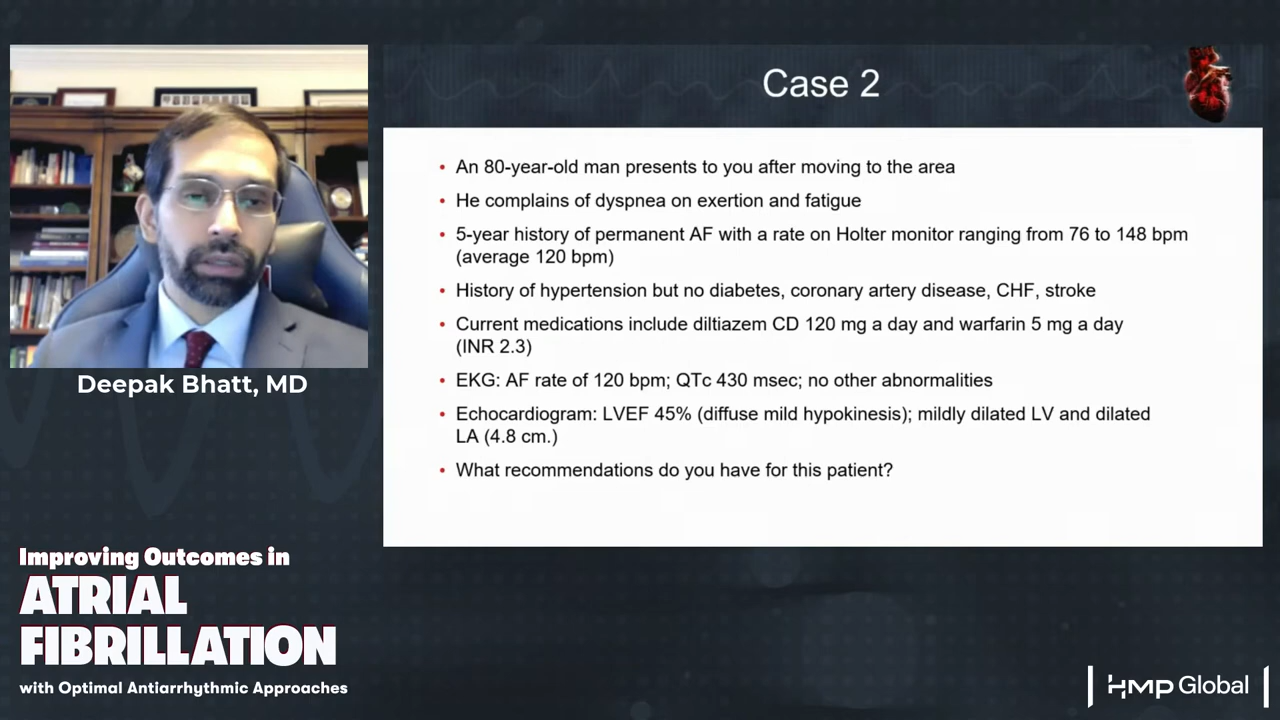 Case 2
• An 80-year-old man presents to you after moving to the area
• He complains of dyspnea on exertion and fatigue
• 5-year history of permanent AF with a rate on Holter monitor ranging from 76 to 148 bpm
(average 120 bpm)
• History of hypertension but no diabetes, coronary artery disease, CHF, stroke
• Current medications include diltiazem CD 120 mg a day and warfarin 5 mg a day
(INR 2.3)
• EKG: AF rate of 120 bpm; QTc 430 msec; no other abnormalities
• Echocardiogram: LVEF 45% (diffuse mild hypokinesis); mildly dilated LV and dilated
LA (4.8 cm.)
• What recommendations do you have for this patient?
Deepak Bhatt, MD
Improving Outcomes in
ATRIAL
FIBRILLATION
with Optimal Antiarrhythmic Approaches
HMP Global